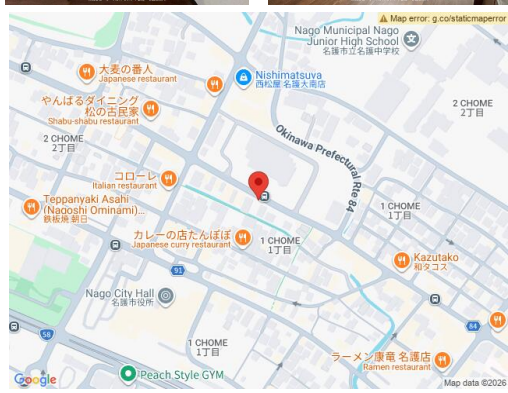 Map error: g.co/staticmaperror
Nago Municipal Nago
Junior High School
名護市立名護中学校
大麦の番人
Japanese restaurant
Nishimatsuya
西松屋 名護大南店
やんばるダイニング
松の古民家
Shabu-shabu restaurant
2 CHOME
2丁目
Okinawa Prefectural Rte 84
2 CHOME
2丁目
コローレ
Italian restaurant
Teppanyaki Asahi
(Nagoshi Ominami)...
鉄板焼 朝日
1 CHOME
1丁目
カレーの店たんぽぽ
Japanese curry restaurant
1 CHOME
1丁目
Kazutako
和タコス
91
Nago City Hall
名護市役所
84
58
1 CHOME
1丁目
ラーメン康竜 名護店
Ramen restaurant
Peach Style GYM
Google
Map data ©2026